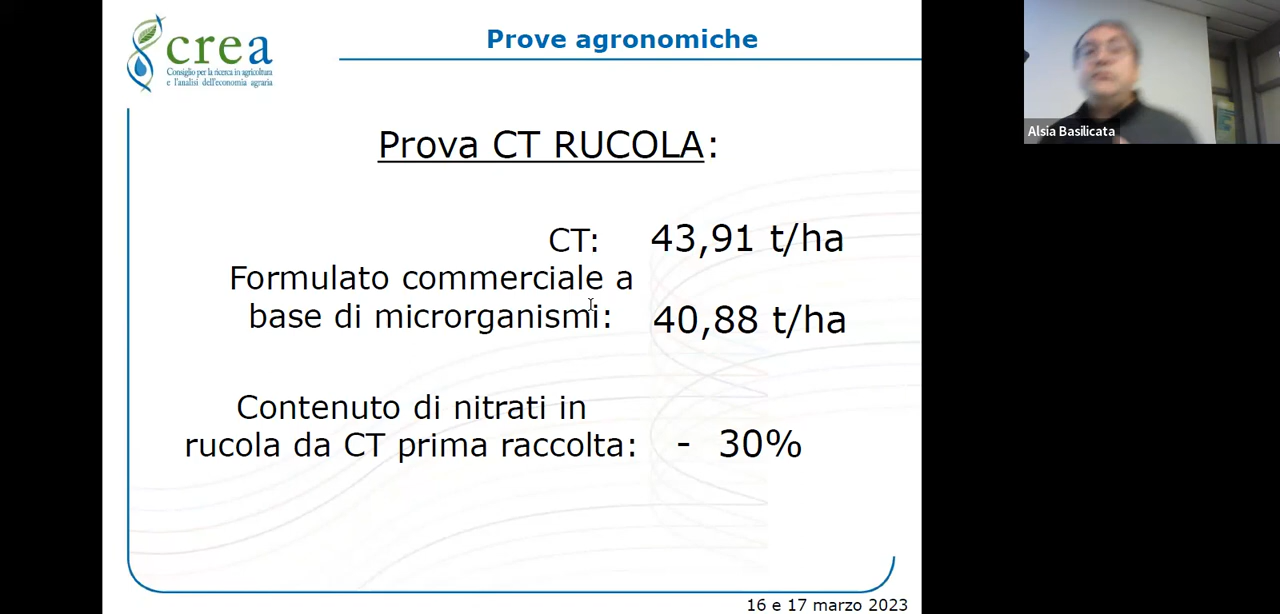 crea
Consiglio per la ricerca in agricoltura
e l'analisi dell'economia agraria
Prove agronomiche
Alsia Basilicata
Prova CT RUCOLA:
CT: 43,91 t/ha
Formulato commerciale a
base di microrganismi: 40,88 t/ha
Contenuto di nitrati in
rucola da CT prima raccolta: - 30%
16 e 17 marzo 2023